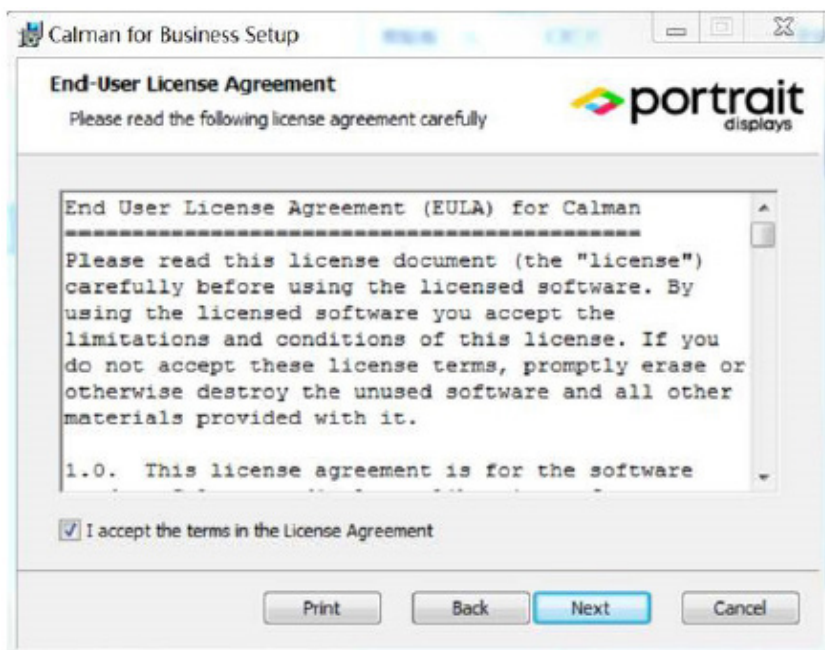 Calman for Business Setup
End-User License Agreement
Please read the following license agreement carefully
portrait
displays
End User License Agreement (EULA) for Calman
===========================================
Please read this license document (the "license")
carefully before using the licensed software. By
using the licensed software you accept the
limitations and conditions of this license. If you
do not accept these license terms, promptly erase or
otherwise destroy the unused software and all other
materials provided with it.
1.0.  This license agreement is for the software
I accept the terms in the License Agreement
Print
Back
Next
Cancel